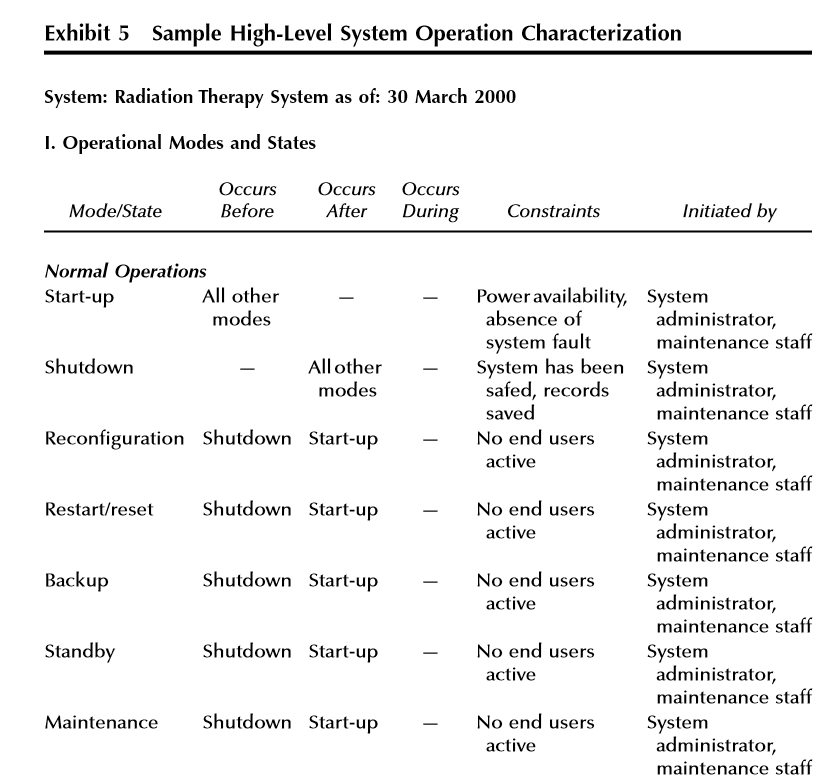 Exhibit 5 Sample High-Level System Operation Characterization
System: Radiation Therapy System as of: 30 March 2000
I. Operational Modes and States
Occurs Occurs Occurs
Mode/State Before After During Constraints Initiated by
Normal Operations
Start-up All other — — Power availability, System
modes absence of administrator,
system fault maintenance staff
Shutdown — All other — System has been System
modes safed, records administrator,
saved maintenance staff
Reconfiguration Shutdown Start-up — No end users System
active administrator,
maintenance staff
Restart/reset Shutdown Start-up — No end users System
active administrator,
maintenance staff
Backup Shutdown Start-up — No end users System
active administrator,
maintenance staff
Standby Shutdown Start-up — No end users System
active administrator,
maintenance staff
Maintenance Shutdown Start-up — No end users System
active administrator,
maintenance staff